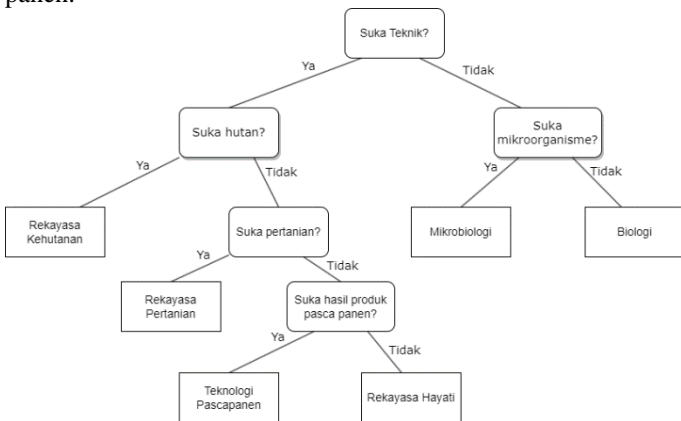 panen.
Suka Teknik?
Ya
Tidak
Suka hutan?
Suka
mikroorganisme?
Ya
Tidak
Ya
Tidak
Rekayasa
Kehutanan
Suka pertanian?
Mikrobiologi
Biologi
Ya
Tidak
Rekayasa
Pertanian
Suka hasil produk
pasca panen?
Ya
Tidak
Teknologi
Pascapanen
Rekayasa Hayati